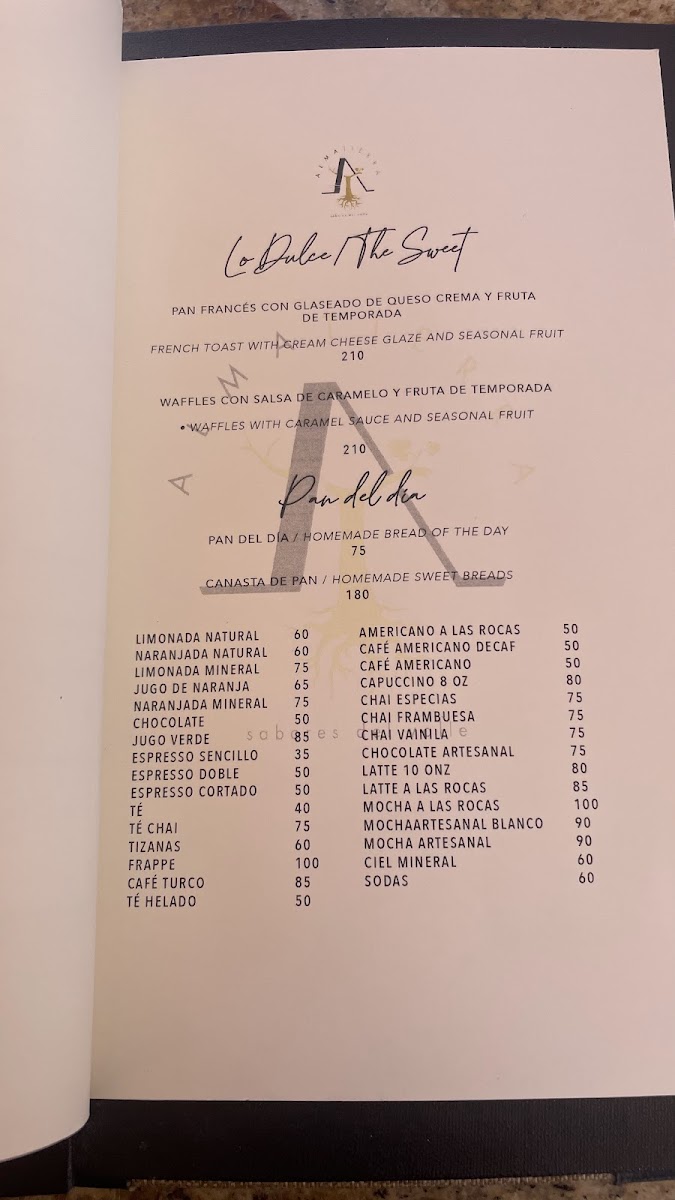 ALMATIERRA
Lo Dulce / The Sweet
PAN FRANCÉS CON GLASEADO DE QUESO CREMA Y FRUTA
DE TEMPORADA
FRENCH TOAST WITH CREAM CHEESE GLAZE AND SEASONAL FRUIT
210
WAFFLES CON SALSA DE CARAMELO Y FRUTA DE TEMPORADA
• WAFFLES WITH CARAMEL SAUCE AND SEASONAL FRUIT
210
Pan del día
PAN DEL DÍA / HOMEMADE BREAD OF THE DAY
75
CANASTA DE PAN / HOMEMADE SWEET BREADS
180
LIMONADA NATURAL 60
NARANJADA NATURAL 60
LIMONADA MINERAL 75
JUGO DE NARANJA 65
NARANJADA MINERAL 75
CHOCOLATE 50
JUGO VERDE 85
ESPRESSO SENCILLO 35
ESPRESSO DOBLE 50
ESPRESSO CORTADO 50
TÉ 40
TÉ CHAI 75
TIZANAS 60
FRAPPE 100
CAFÉ TURCO 85
TÉ HELADO 50
AMERICANO A LAS ROCAS 50
CAFÉ AMERICANO DECAF 50
CAFÉ AMERICANO 50
CAPUCCINO 8 OZ 80
CHAI ESPECIAS 75
CHAI FRAMBUESA 75
CHAI VAINILA 75
CHOCOLATE ARTESANAL 75
LATTE 10 ONZ 80
LATTE A LAS ROCAS 85
MOCHA A LAS ROCAS 100
MOCHAARTESANAL BLANCO 90
MOCHA ARTESANAL 90
CIEL MINERAL 60
SODAS 60